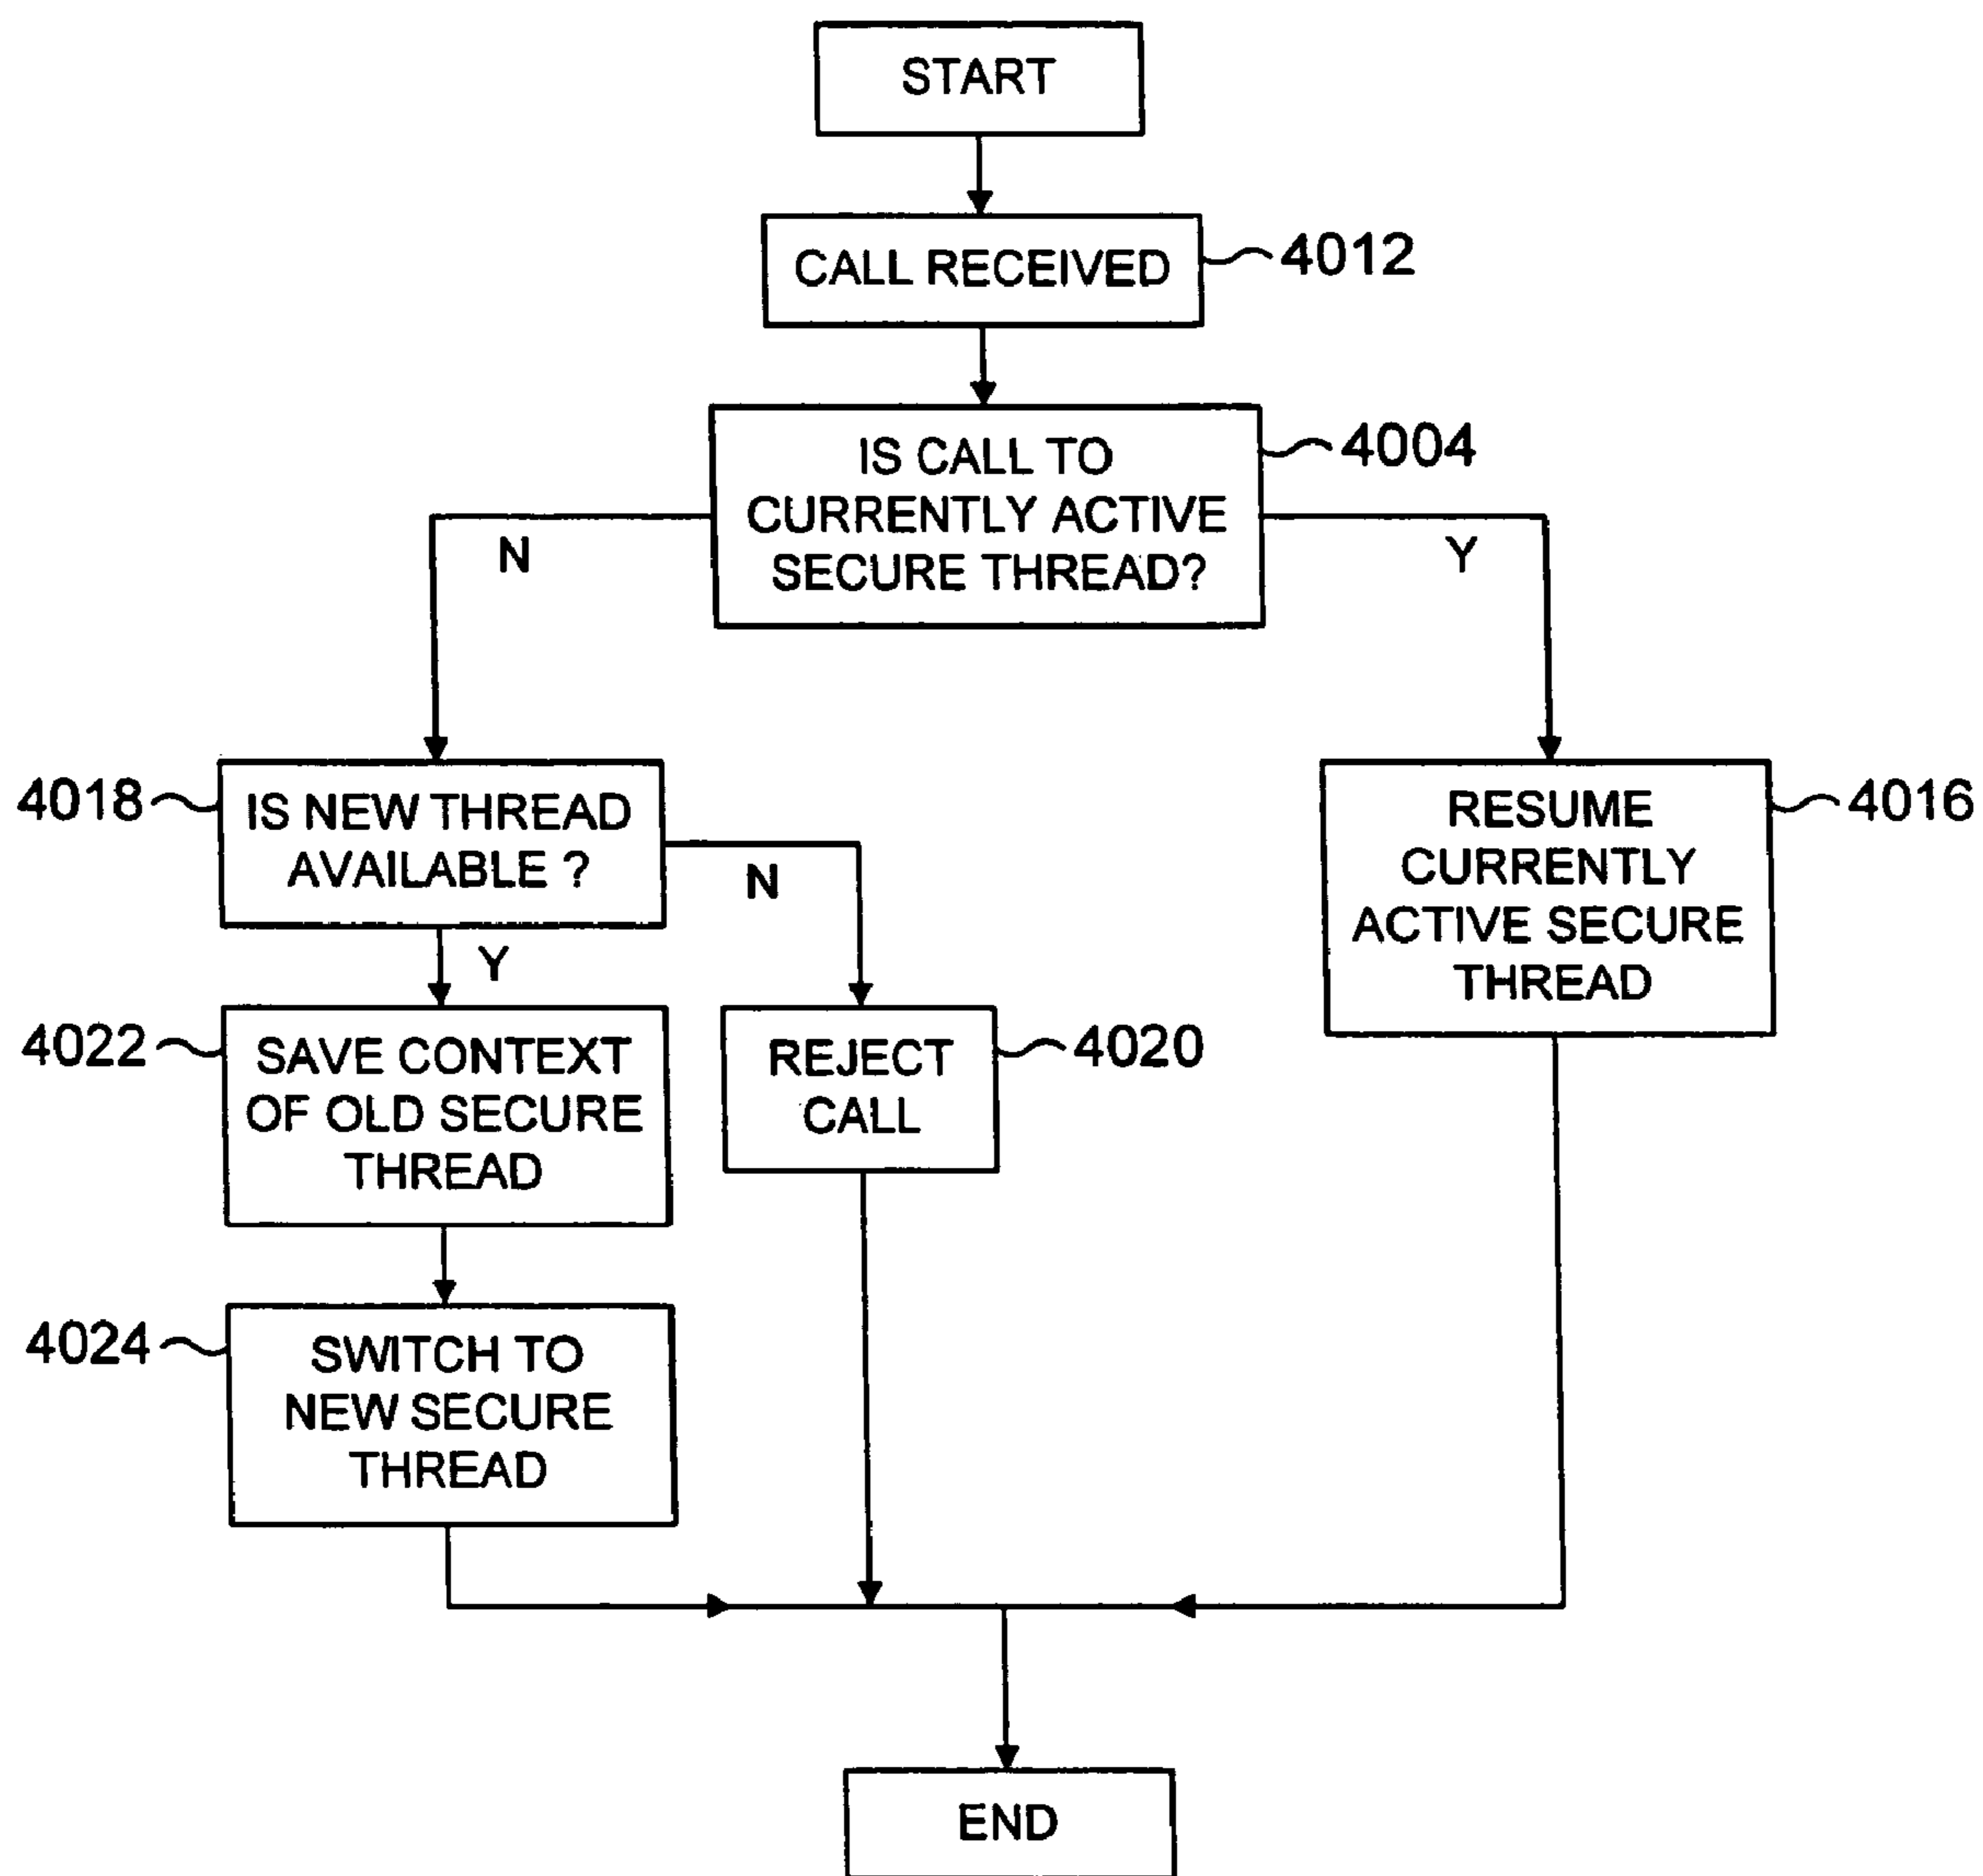 START
CALL RECEIVED
4012
IS CALL TO
CURRENTLY ACTIVE
SECURE THREAD?
4004
N
Y
4018
IS NEW THREAD
AVAILABLE ?
N
Y
RESUME
CURRENTLY
ACTIVE SECURE
THREAD
4016
4022
SAVE CONTEXT
OF OLD SECURE
THREAD
REJECT
CALL
4020
4024
SWITCH TO
NEW SECURE
THREAD
END